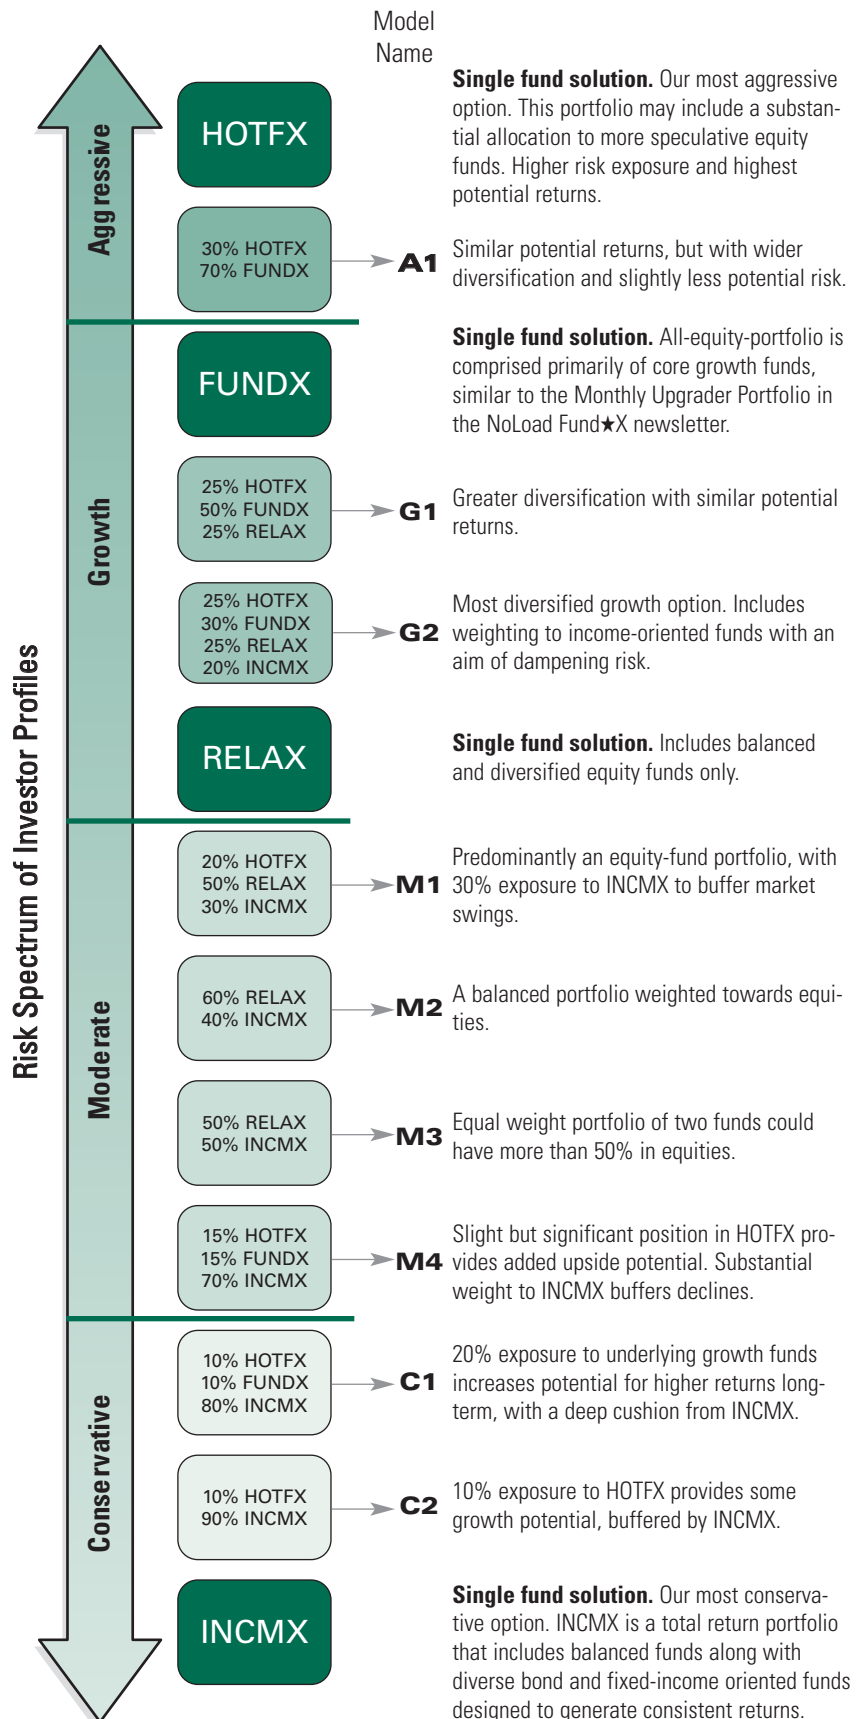 Model
Name
Risk Spectrum of Investor Profiles
Aggressive
HOTFX
Single fund solution. Our most aggressive
option. This portfolio may include a substan-
tial allocation to more speculative equity
funds. Higher risk exposure and highest
potential returns.
30% HOTFX
70% FUNDX
A1
Similar potential returns, but with wider
diversification and slightly less potential risk.
Growth
FUNDX
Single fund solution. All-equity-portfolio is
comprised primarily of core growth funds,
similar to the Monthly Upgrader Portfolio in
the NoLoad Fund★X newsletter.
25% HOTFX
50% FUNDX
25% RELAX
G1
Greater diversification with similar potential
returns.
25% HOTFX
30% FUNDX
25% RELAX
20% INCMX
G2
Most diversified growth option. Includes
weighting to income-oriented funds with an
aim of dampening risk.
RELAX
Single fund solution. Includes balanced
and diversified equity funds only.
Moderate
20% HOTFX
50% RELAX
30% INCMX
M1
Predominantly an equity-fund portfolio, with
30% exposure to INCMX to buffer market
swings.
60% RELAX
40% INCMX
M2
A balanced portfolio weighted towards equi-
ties.
50% RELAX
50% INCMX
M3
Equal weight portfolio of two funds could
have more than 50% in equities.
15% HOTFX
15% FUNDX
70% INCMX
M4
Slight but significant position in HOTFX pro-
vides added upside potential. Substantial
weight to INCMX buffers declines.
Conservative
10% HOTFX
10% FUNDX
80% INCMX
C1
20% exposure to underlying growth funds
increases potential for higher returns long-
term, with a deep cushion from INCMX.
10% HOTFX
90% INCMX
C2
10% exposure to HOTFX provides some
growth potential, buffered by INCMX.
INCMX
Single fund solution. Our most conserva-
tive option. INCMX is a total return portfolio
that includes balanced funds along with
diverse bond and fixed-income oriented funds
designed to generate consistent returns.